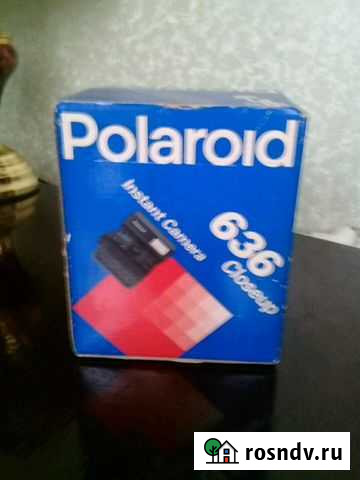 Polaroid
Instant Camera
636
Closeup
rosndv.ru